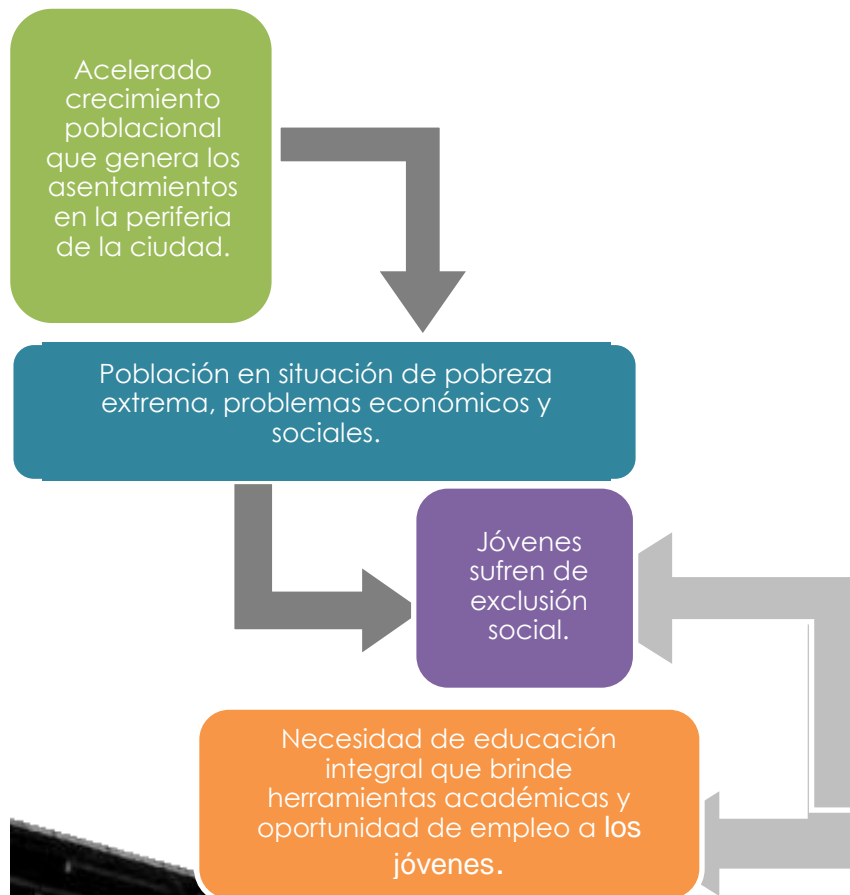 Acelerado
crecimiento
poblacional
que genera los
asentamientos
en la periferia
de la ciudad.
Población en situación de pobreza
extrema, problemas económicos y
sociales.
Jóvenes
sufren de
exclusión
social.
Necesidad de educación
integral que brinde
herramientas académicas y
oportunidad de empleo a los
jóvenes.